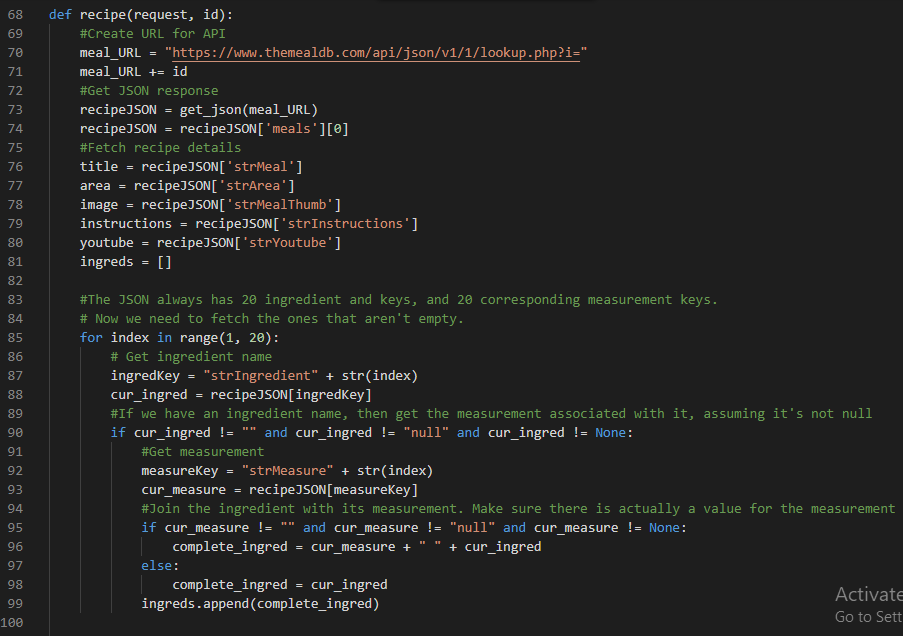 68 def recipe(request, id):
69     #Create URL for API
70     meal_URL = "https://www.themealdb.com/api/json/v1/1/lookup.php?i="
71     meal_URL += id
72     #Get JSON response
73     recipeJSON = get_json(meal_URL)
74     recipeJSON = recipeJSON['meals'][0]
75     #Fetch recipe details
76     title = recipeJSON['strMeal']
77     area = recipeJSON['strArea']
78     image = recipeJSON['strMealThumb']
79     instructions = recipeJSON['strInstructions']
80     youtube = recipeJSON['strYoutube']
81     ingreds = []
82
83     #The JSON always has 20 ingredient and keys, and 20 corresponding measurement keys.
84     # Now we need to fetch the ones that aren't empty.
85     for index in range(1, 20):
86         # Get ingredient name
87         ingredKey = "strIngredient" + str(index)
88         cur_ingred = recipeJSON[ingredKey]
89         #If we have an ingredient name, then get the measurement associated with it, assuming it's not null
90         if cur_ingred != "" and cur_ingred != "null" and cur_ingred != None:
91             #Get measurement
92             measureKey = "strMeasure" + str(index)
93             cur_measure = recipeJSON[measureKey]
94             #Join the ingredient with its measurement. Make sure there is actually a value for the measurement
95             if cur_measure != "" and cur_measure != "null" and cur_measure != None:
96                 complete_ingred = cur_measure + " " + cur_ingred
97             else:
98                 complete_ingred = cur_ingred
99             ingreds.append(complete_ingred)
100
Activate
Go to Sett